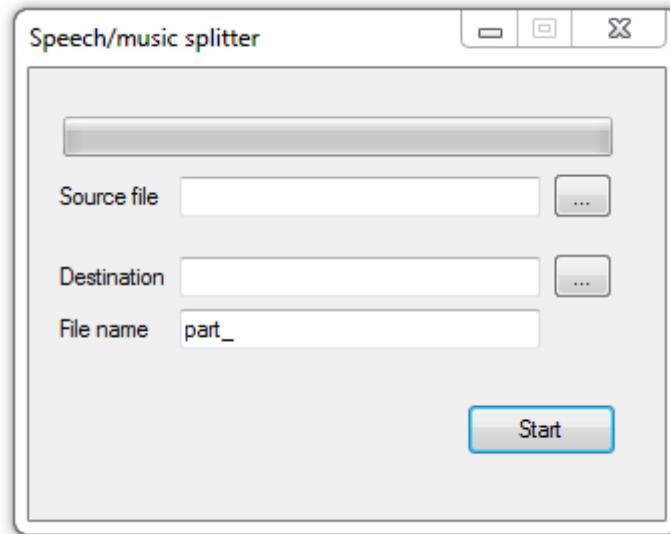 Speech/music splitter
Source file ...
Destination ...
File name part_
Start